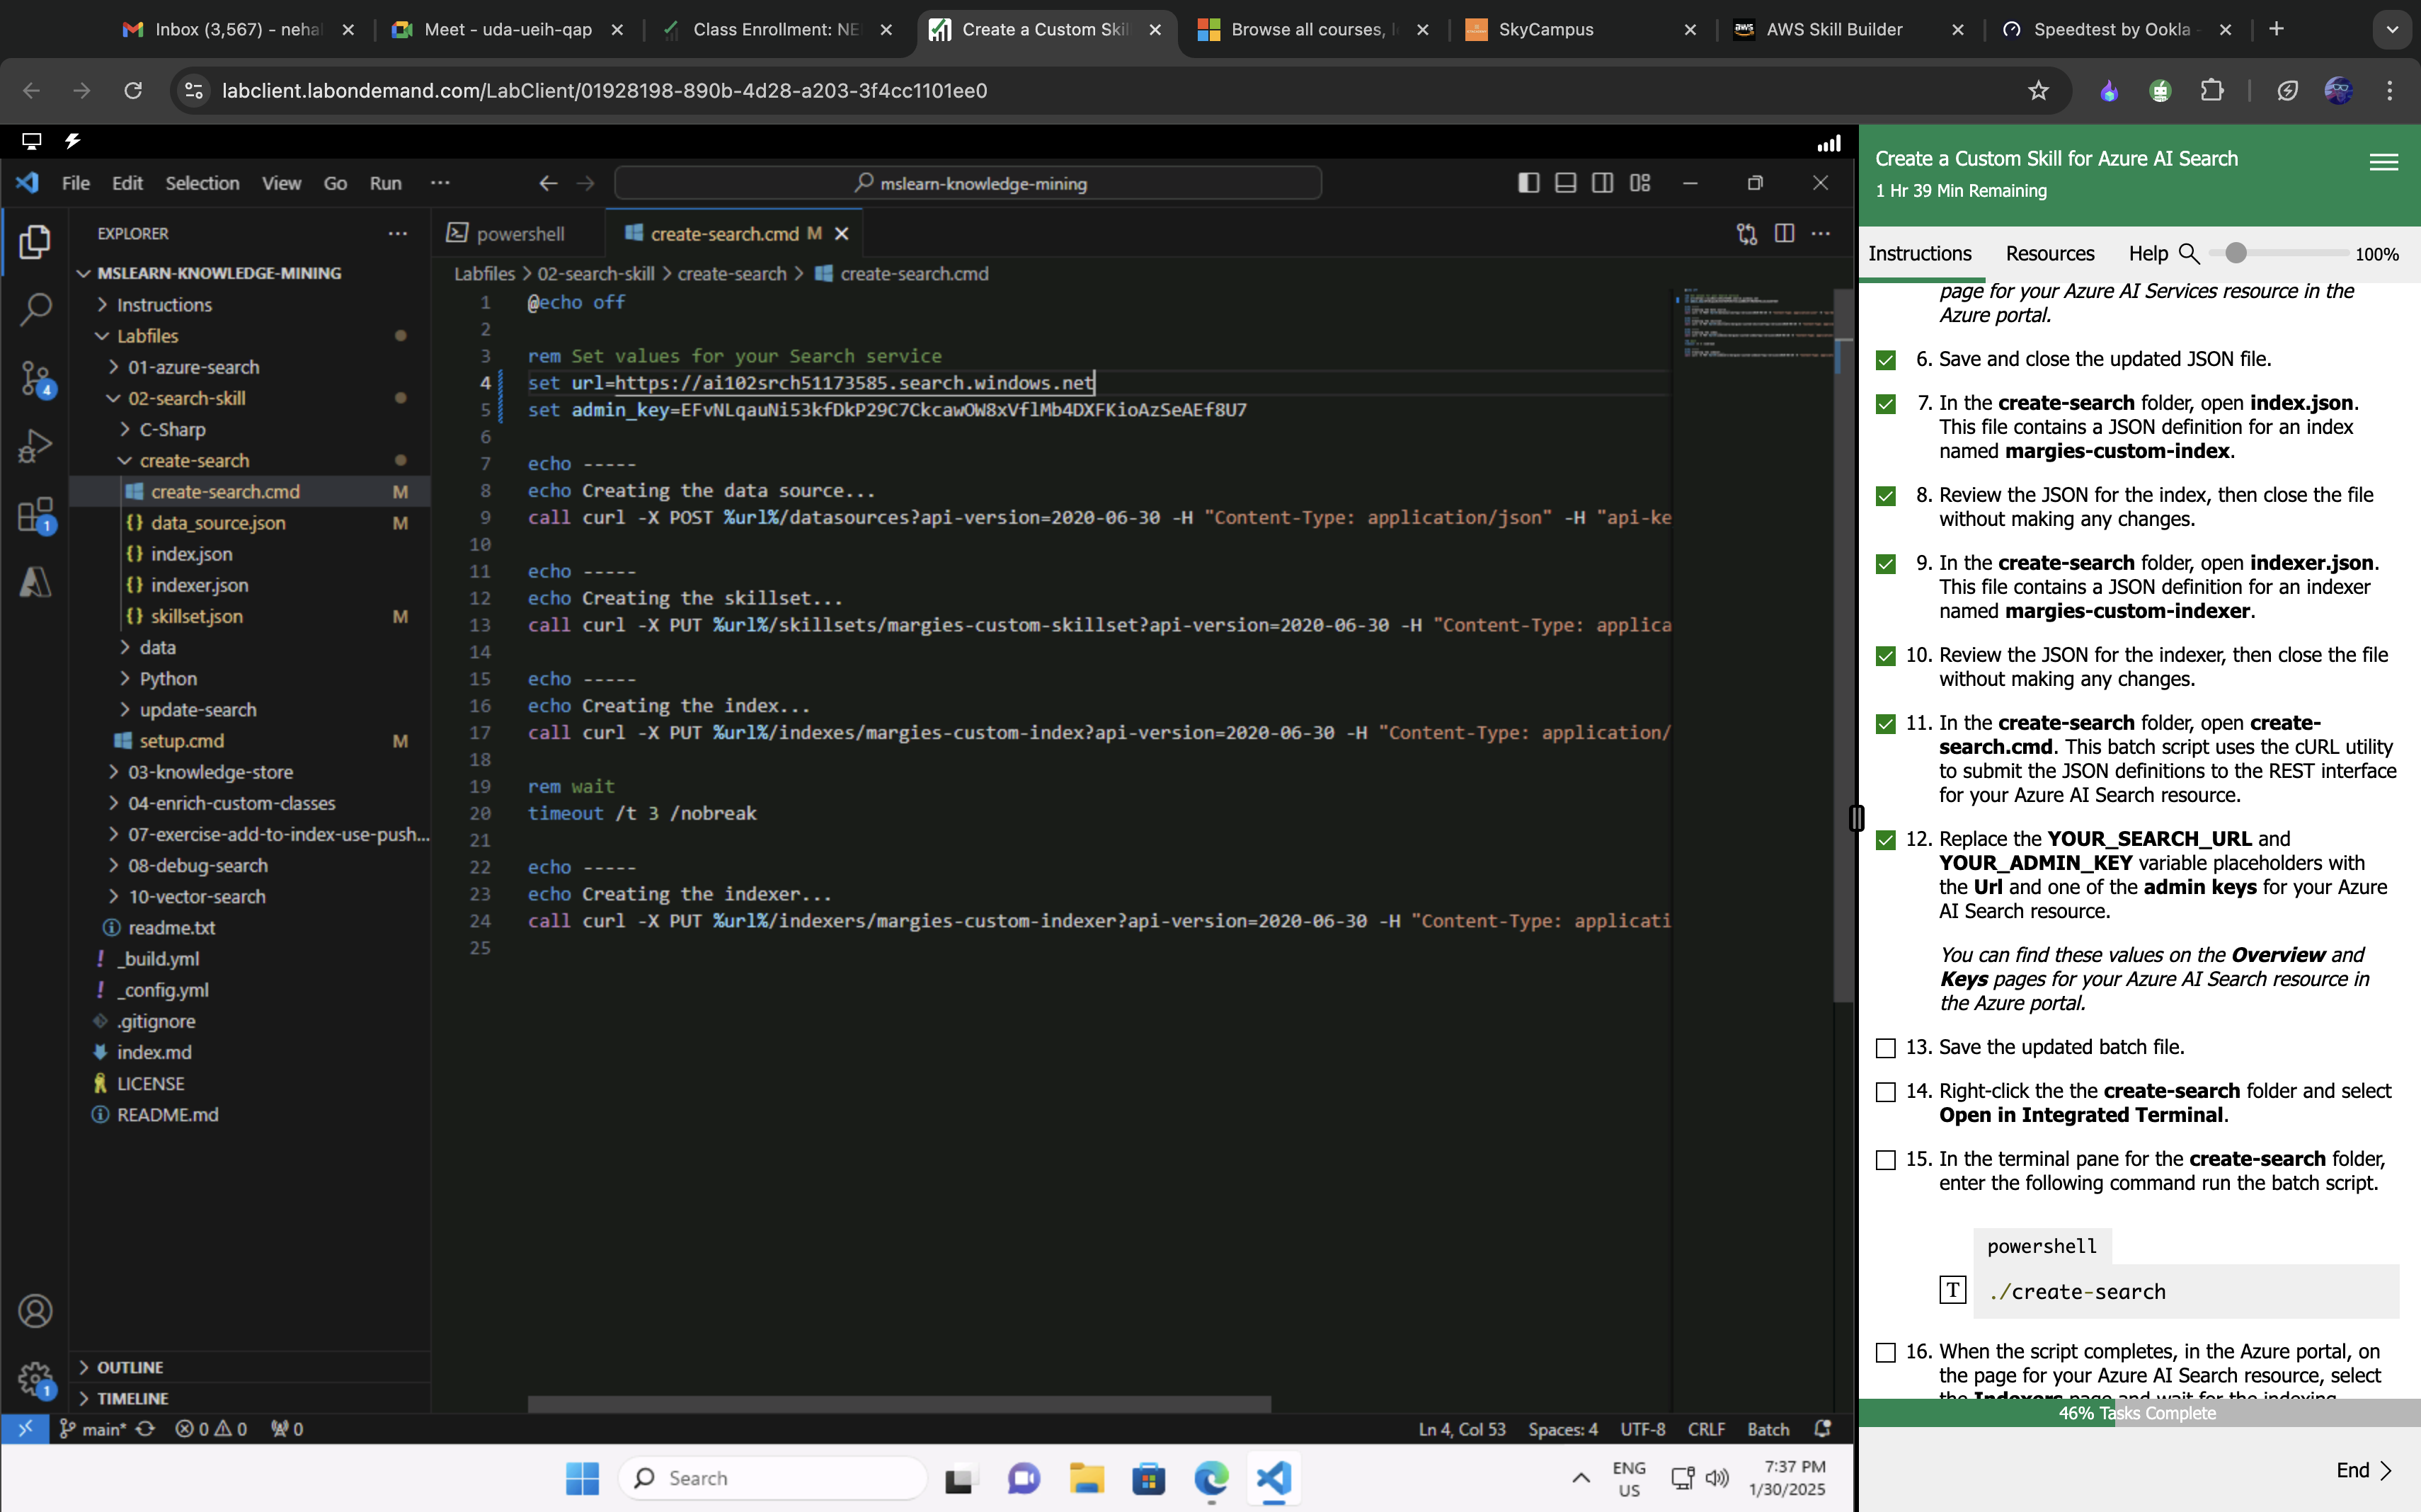 Inbox (3,567) - neha
Meet - uda-ueih-qap
Class Enrollment: NE
Create a Custom Skil
Browse all courses, l
SkyCampus
aws
AWS Skill Builder
Speedtest by Ookla -
labclient.labondemand.com/LabClient/01928198-890b-4d28-a203-3f4cc1101ee0
File Edit Selection View Go Run ...
mslearn-knowledge-mining
EXPLORER
MSLEARN-KNOWLEDGE-MINING
Instructions
Labfiles
01-azure-search
02-search-skill
C-Sharp
create-search
create-search.cmd M
data_source.json M
index.json
indexer.json
skillset.json M
data
Python
update-search
setup.cmd M
03-knowledge-store
04-enrich-custom-classes
07-exercise-add-to-index-use-push...
08-debug-search
10-vector-search
readme.txt
_build.yml
_config.yml
.gitignore
index.md
LICENSE
README.md
OUTLINE
TIMELINE
4
1
1
powershell
create-search.cmd M
Labfiles > 02-search-skill > create-search > create-search.cmd
1 @echo off
2
3 rem Set values for your Search service
4 set url=https://ai102srch51173585.search.windows.net
5 set admin_key=EFvNLqauNi53kfDkP29C7CkcawOW8xVflMb4DXFKioAzSeAEf8U7
6
7 echo -----
8 echo Creating the data source...
9 call curl -X POST %url%/datasources?api-version=2020-06-30 -H "Content-Type: application/json" -H "api-ke
10
11 echo -----
12 echo Creating the skillset...
13 call curl -X PUT %url%/skillsets/margies-custom-skillset?api-version=2020-06-30 -H "Content-Type: applica
14
15 echo -----
16 echo Creating the index...
17 call curl -X PUT %url%/indexes/margies-custom-index?api-version=2020-06-30 -H "Content-Type: application/
18
19 rem wait
20 timeout /t 3 /nobreak
21
22 echo -----
23 echo Creating the indexer...
24 call curl -X PUT %url%/indexers/margies-custom-indexer?api-version=2020-06-30 -H "Content-Type: applicati
25
main* 0 0 0
Ln 4, Col 53 Spaces: 4 UTF-8 CRLF Batch
Search
ENG
US
7:37 PM
1/30/2025
Create a Custom Skill for Azure AI Search
1 Hr 39 Min Remaining
Instructions Resources Help 100%
page for your Azure AI Services resource in the
Azure portal.
6. Save and close the updated JSON file.
7. In the create-search folder, open index.json.
This file contains a JSON definition for an index
named margies-custom-index.
8. Review the JSON for the index, then close the file
without making any changes.
9. In the create-search folder, open indexer.json.
This file contains a JSON definition for an indexer
named margies-custom-indexer.
10. Review the JSON for the indexer, then close the file
without making any changes.
11. In the create-search folder, open create-
search.cmd. This batch script uses the cURL utility
to submit the JSON definitions to the REST interface
for your Azure AI Search resource.
12. Replace the YOUR_SEARCH_URL and
YOUR_ADMIN_KEY variable placeholders with
the Url and one of the admin keys for your Azure
AI Search resource.
You can find these values on the Overview and
Keys pages for your Azure AI Search resource in
the Azure portal.
13. Save the updated batch file.
14. Right-click the the create-search folder and select
Open in Integrated Terminal.
15. In the terminal pane for the create-search folder,
enter the following command run the batch script.
powershell
T ./create-search
16. When the script completes, in the Azure portal, on
the page for your Azure AI Search resource, select
the Indexers page and wait for the indexing
46% Tasks Complete
End